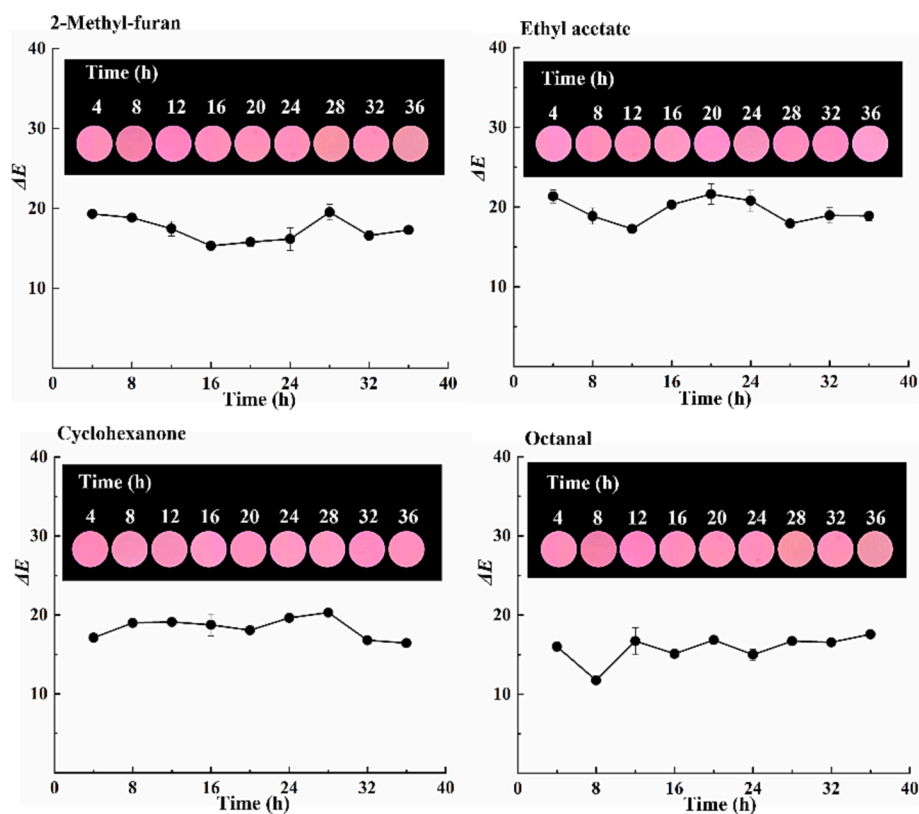 2-Methyl-furan
40
Time (h)
4 8 12 16 20 24 28 32 36
30
ΔE
20
10
0 8 16 24 32 40
Time (h)
Ethyl acetate
40
Time (h)
4 8 12 16 20 24 28 32 36
30
ΔE
20
10
0 8 16 24 32 40
Time (h)
Cyclohexanone
40
Time (h)
4 8 12 16 20 24 28 32 36
30
ΔE
20
10
0 8 16 24 32 40
Time (h)
Octanal
40
Time (h)
4 8 12 16 20 24 28 32 36
30
ΔE
20
10
0 8 16 24 32 40
Time (h)